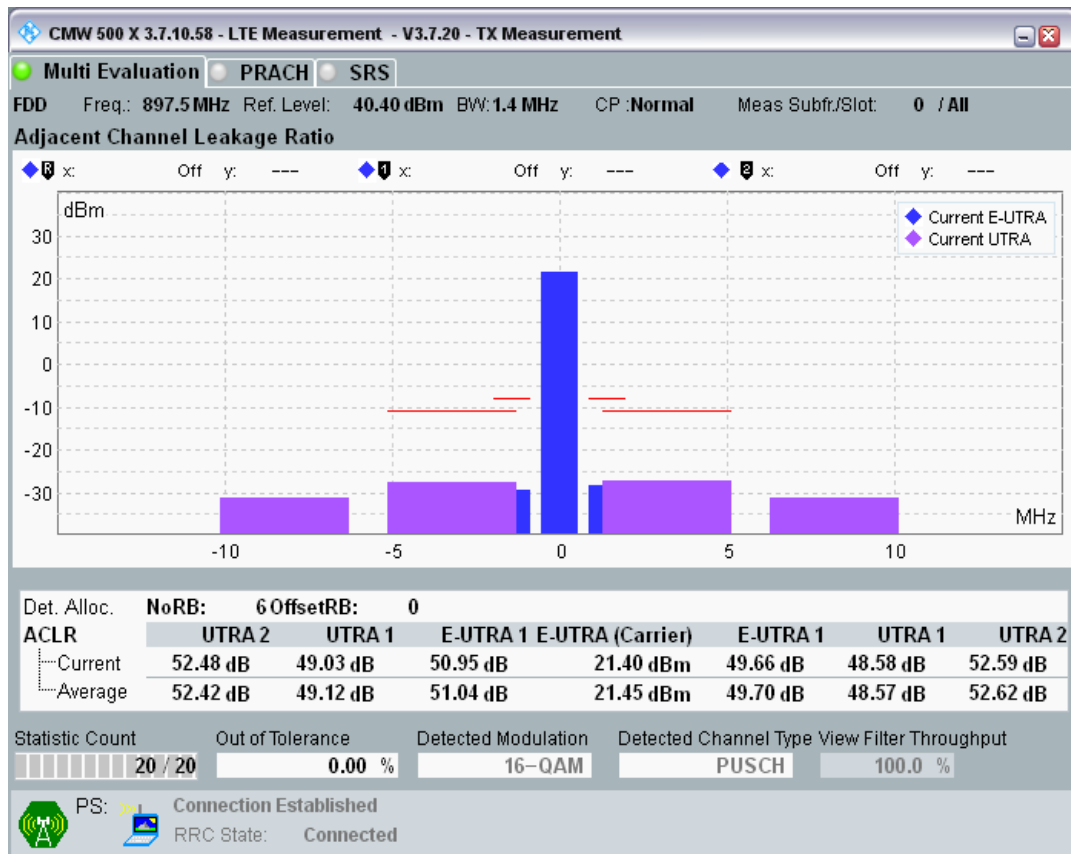 CMW 500 X 3.7.10.58 - LTE Measurement - V3.7.20 - TX Measurement
Multi Evaluation PRACH SRS
FDD Freq.: 897.5 MHz Ref. Level: 40.40 dBm BW: 1.4 MHz CP :Normal Meas Subfr./Slot: 0 / All
Adjacent Channel Leakage Ratio
R x: Off y: --- 1 x: Off y: --- 2 x: Off y: ---
dBm
Current E-UTRA
Current UTRA
30
20
10
0
-10
-20
-30
MHz
-10 -5 0 5 10
Det. Alloc. NoRB: 6 OffsetRB: 0
ACLR UTRA 2 UTRA 1 E-UTRA 1 E-UTRA (Carrier) E-UTRA 1 UTRA 1 UTRA 2
Current 52.48 dB 49.03 dB 50.95 dB 21.40 dBm 49.66 dB 48.58 dB 52.59 dB
Average 52.42 dB 49.12 dB 51.04 dB 21.45 dBm 49.70 dB 48.57 dB 52.62 dB
Statistic Count Out of Tolerance Detected Modulation Detected Channel Type View Filter Throughput
20 / 20 0.00 % 16-QAM PUSCH 100.0 %
PS: Connection Established
RRC State: Connected